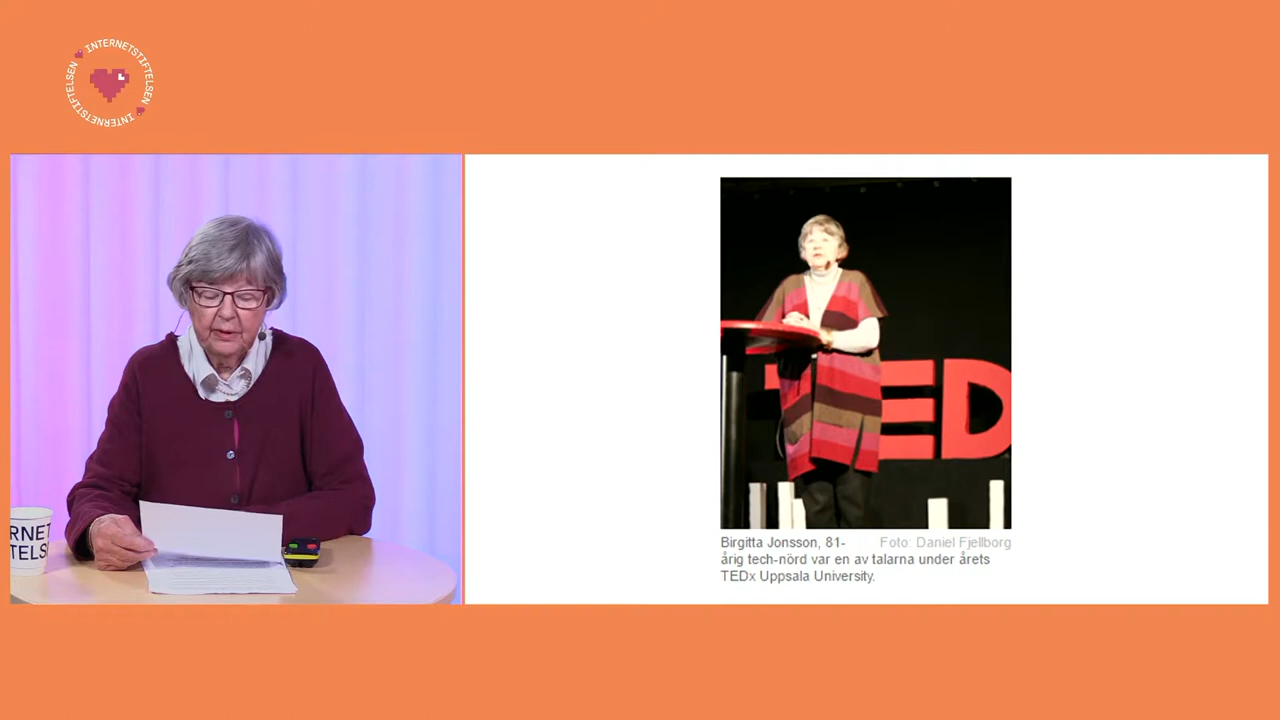 INTERNETSTIFTELSEN
INTERNETSTIFTELSEN
RNET
TELS
TED
Birgitta Jonsson, 81-
Foto: Daniel Fjellborg
årig tech-nörd var en av talarna under årets
TEDx Uppsala University.